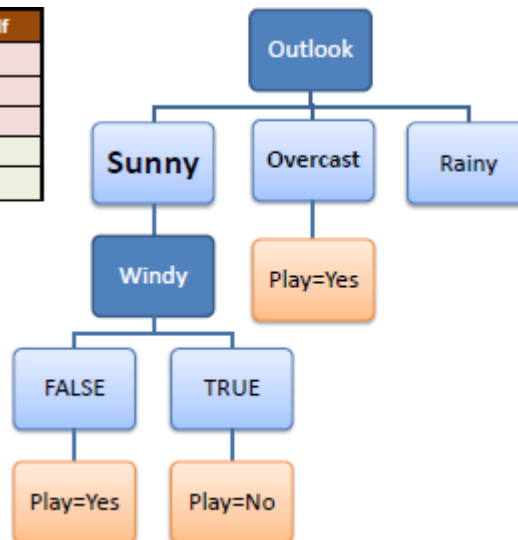 Outlook
Sunny
Overcast
Rainy
Windy
Play=Yes
FALSE
TRUE
Play=Yes
Play=No